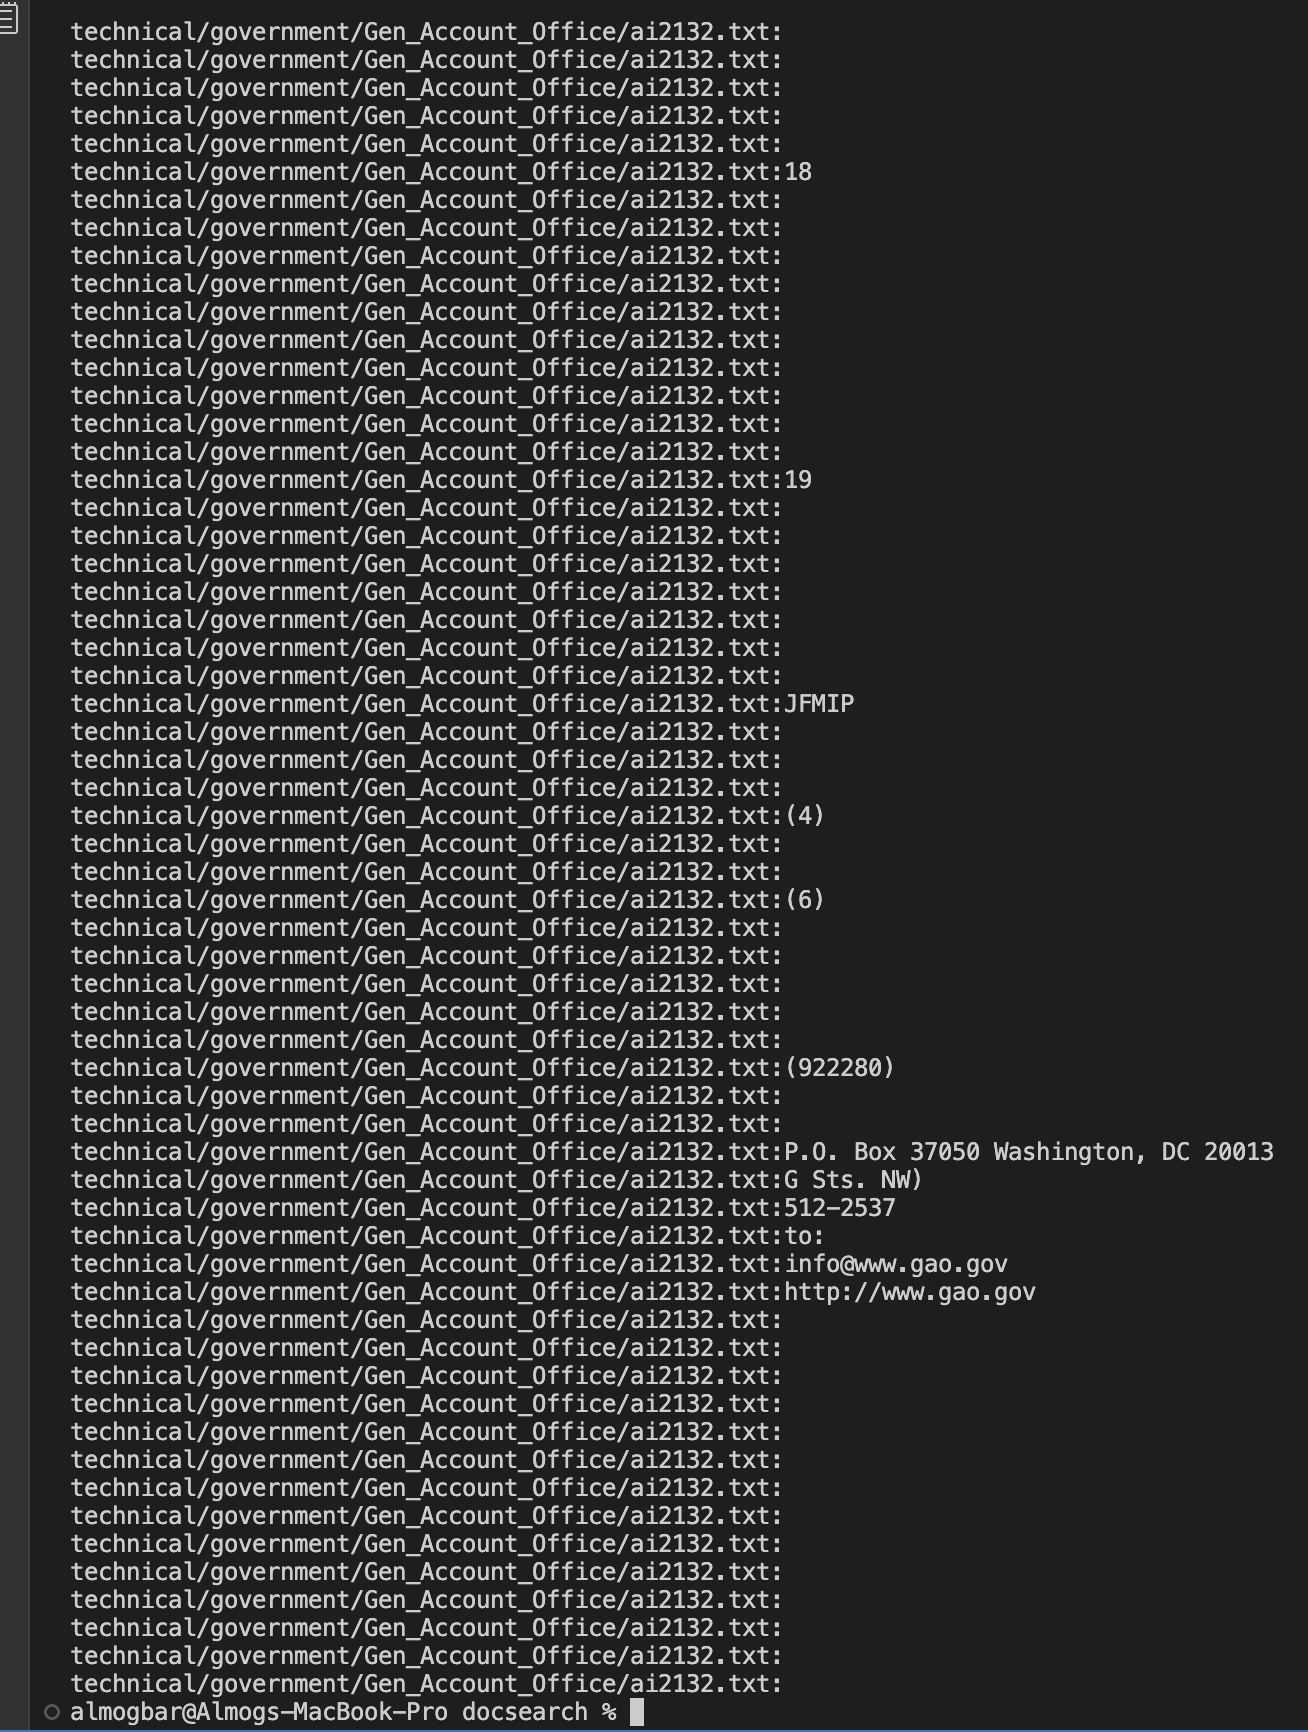 technical/government/Gen_Account_Office/ai2132.txt:
technical/government/Gen_Account_Office/ai2132.txt:
technical/government/Gen_Account_Office/ai2132.txt:
technical/government/Gen_Account_Office/ai2132.txt:
technical/government/Gen_Account_Office/ai2132.txt:
technical/government/Gen_Account_Office/ai2132.txt:18
technical/government/Gen_Account_Office/ai2132.txt:
technical/government/Gen_Account_Office/ai2132.txt:
technical/government/Gen_Account_Office/ai2132.txt:
technical/government/Gen_Account_Office/ai2132.txt:
technical/government/Gen_Account_Office/ai2132.txt:
technical/government/Gen_Account_Office/ai2132.txt:
technical/government/Gen_Account_Office/ai2132.txt:
technical/government/Gen_Account_Office/ai2132.txt:
technical/government/Gen_Account_Office/ai2132.txt:
technical/government/Gen_Account_Office/ai2132.txt:
technical/government/Gen_Account_Office/ai2132.txt:19
technical/government/Gen_Account_Office/ai2132.txt:
technical/government/Gen_Account_Office/ai2132.txt:
technical/government/Gen_Account_Office/ai2132.txt:
technical/government/Gen_Account_Office/ai2132.txt:
technical/government/Gen_Account_Office/ai2132.txt:
technical/government/Gen_Account_Office/ai2132.txt:
technical/government/Gen_Account_Office/ai2132.txt:
technical/government/Gen_Account_Office/ai2132.txt:JFMIP
technical/government/Gen_Account_Office/ai2132.txt:
technical/government/Gen_Account_Office/ai2132.txt:
technical/government/Gen_Account_Office/ai2132.txt:
technical/government/Gen_Account_Office/ai2132.txt:(4)
technical/government/Gen_Account_Office/ai2132.txt:
technical/government/Gen_Account_Office/ai2132.txt:
technical/government/Gen_Account_Office/ai2132.txt:(6)
technical/government/Gen_Account_Office/ai2132.txt:
technical/government/Gen_Account_Office/ai2132.txt:
technical/government/Gen_Account_Office/ai2132.txt:
technical/government/Gen_Account_Office/ai2132.txt:
technical/government/Gen_Account_Office/ai2132.txt:
technical/government/Gen_Account_Office/ai2132.txt:(922280)
technical/government/Gen_Account_Office/ai2132.txt:
technical/government/Gen_Account_Office/ai2132.txt:
technical/government/Gen_Account_Office/ai2132.txt:P.O. Box 37050 Washington, DC 20013
technical/government/Gen_Account_Office/ai2132.txt:G Sts. NW)
technical/government/Gen_Account_Office/ai2132.txt:512-2537
technical/government/Gen_Account_Office/ai2132.txt:to:
technical/government/Gen_Account_Office/ai2132.txt:info@www.gao.gov
technical/government/Gen_Account_Office/ai2132.txt:http://www.gao.gov
technical/government/Gen_Account_Office/ai2132.txt:
technical/government/Gen_Account_Office/ai2132.txt:
technical/government/Gen_Account_Office/ai2132.txt:
technical/government/Gen_Account_Office/ai2132.txt:
technical/government/Gen_Account_Office/ai2132.txt:
technical/government/Gen_Account_Office/ai2132.txt:
technical/government/Gen_Account_Office/ai2132.txt:
technical/government/Gen_Account_Office/ai2132.txt:
technical/government/Gen_Account_Office/ai2132.txt:
technical/government/Gen_Account_Office/ai2132.txt:
technical/government/Gen_Account_Office/ai2132.txt:
technical/government/Gen_Account_Office/ai2132.txt:
technical/government/Gen_Account_Office/ai2132.txt:
technical/government/Gen_Account_Office/ai2132.txt:
almogbar@Almogs-MacBook-Pro docsearch %